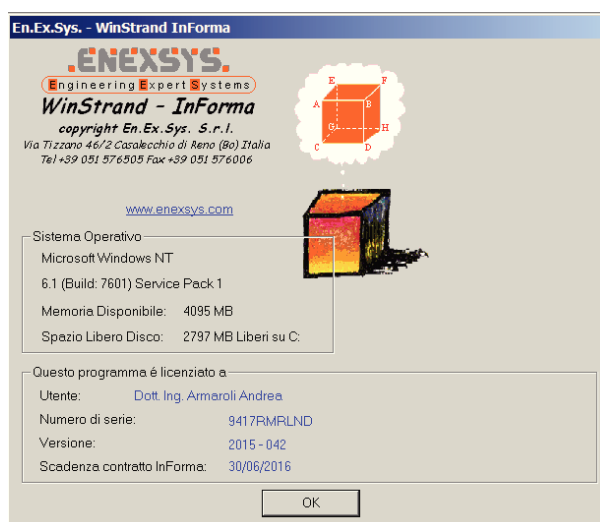 En.Ex.Sys. - WinStrand InForma
.ENEXSYS.
(Engineering Expert Systems)
WinStrand - InForma
copyright En.Ex.Sys. S.r.l.
Via Tizzano 46/2 Casalecchio di Reno (Bo) Italia
Tel +39 051 576505 Fax +39 051 576006
E F
A B
G H
C D
www.enexsys.com
Sistema Operativo
Microsoft Windows NT
6.1 (Build: 7601) Service Pack 1
Memoria Disponibile: 4095 MB
Spazio Libero Disco: 2797 MB Liberi su C:
Questo programma é licenziato a
Utente: Dott. Ing. Armaroli Andrea
Numero di serie: 9417RMRLND
Versione: 2015 - 042
Scadenza contratto InForma: 30/06/2016
OK